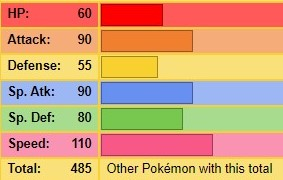 HP: 60
Attack: 90
Defense: 55
Sp. Atk: 90
Sp. Def: 80
Speed: 110
Total: 485 Other Pokémon with this total